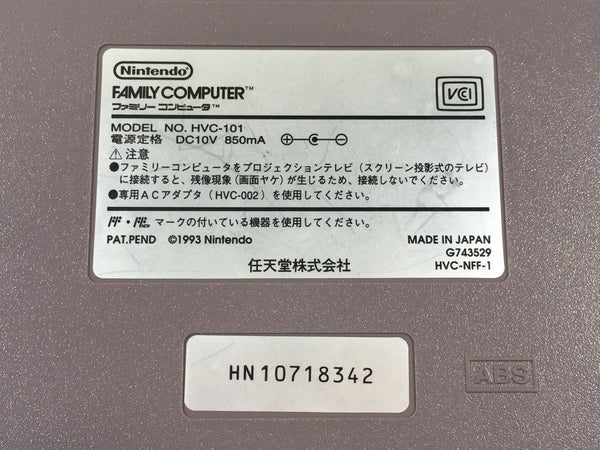 Nintendo
FAMILY COMPUTER™
ファミリー コンピュータ™
VCI
MODEL NO. HVC-101
電源定格 DC10V 850mA
⚠注意
●ファミリーコンピュータをプロジェクションテレビ（スクリーン投影式のテレビ）
に接続すると、残像現象（画面ヤケ）が生じるため、接続しないでください。
●専用ACアダプタ（HVC-002）を使用してください。
FF・FF NEW マークの付いている機器を使用してください。
PAT.PEND ©1993 Nintendo
MADE IN JAPAN
G743529
任天堂株式会社
HVC-NFF-1
HN10718342
ABS